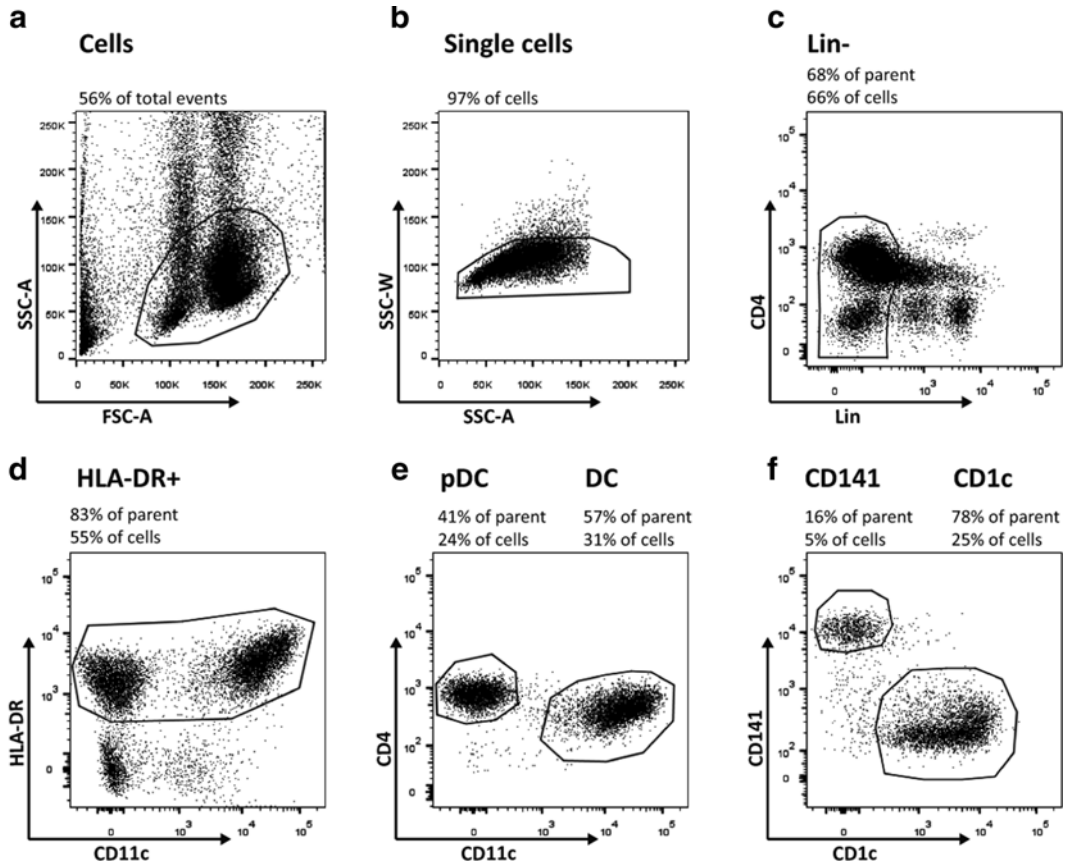 a
Cells
56% of total events
250K
200K
150K
100K
50K
0
SSC-A
0 50K 100K 150K 200K 250K
FSC-A
b
Single cells
97% of cells
250K
200K
150K
100K
50K
0
SSC-W
0 50K 100K 150K 200K 250K
SSC-A
c
Lin-
68% of parent
66% of cells
10^5
10^4
10^3
10^2
0
CD4
0 10^3 10^4 10^5
Lin
d
HLA-DR+
83% of parent
55% of cells
10^5
10^4
10^3
0
HLA-DR
0 10^3 10^4 10^5
CD11c
e
pDC DC
41% of parent 57% of parent
24% of cells 31% of cells
10^5
10^4
10^3
10^2
0
CD4
0 10^3 10^4 10^5
CD11c
f
CD141 CD1c
16% of parent 78% of parent
5% of cells 25% of cells
10^5
10^4
10^3
10^2
0
CD141
0 10^3 10^4 10^5
CD1c